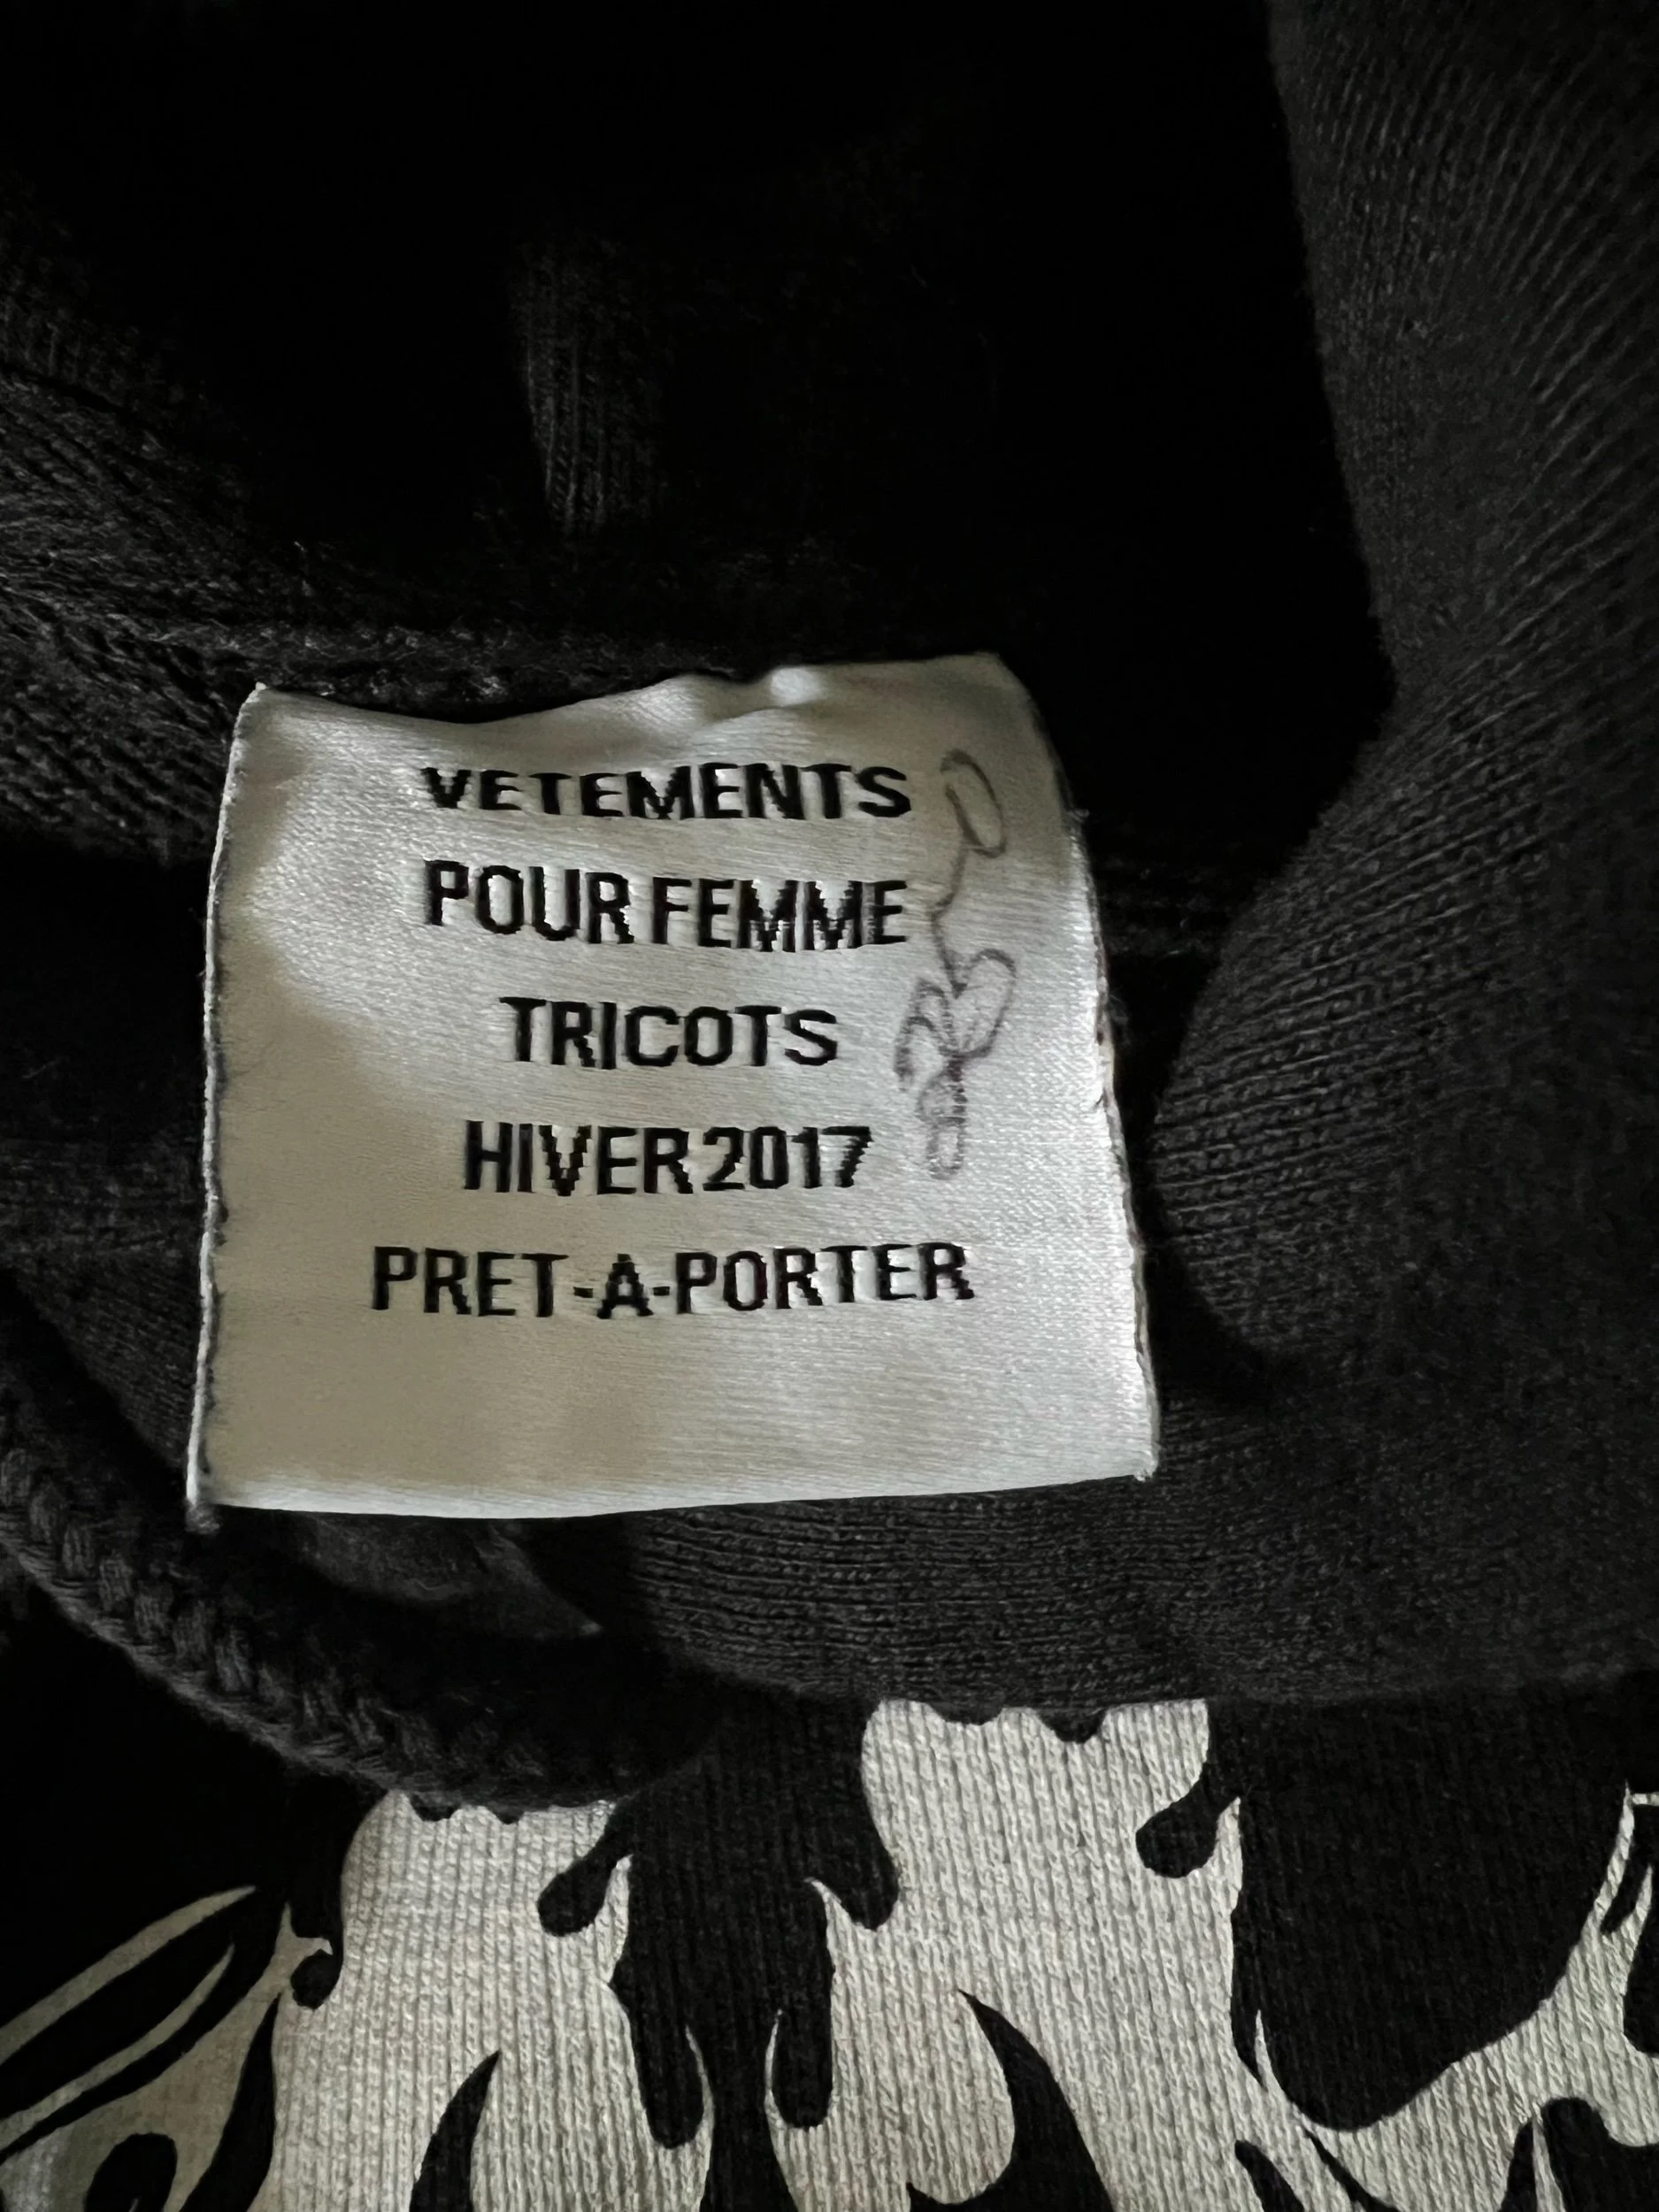 VETEMENTS
POUR FEMME
TRICOTS
HIVER 2017
PRET-A-PORTER